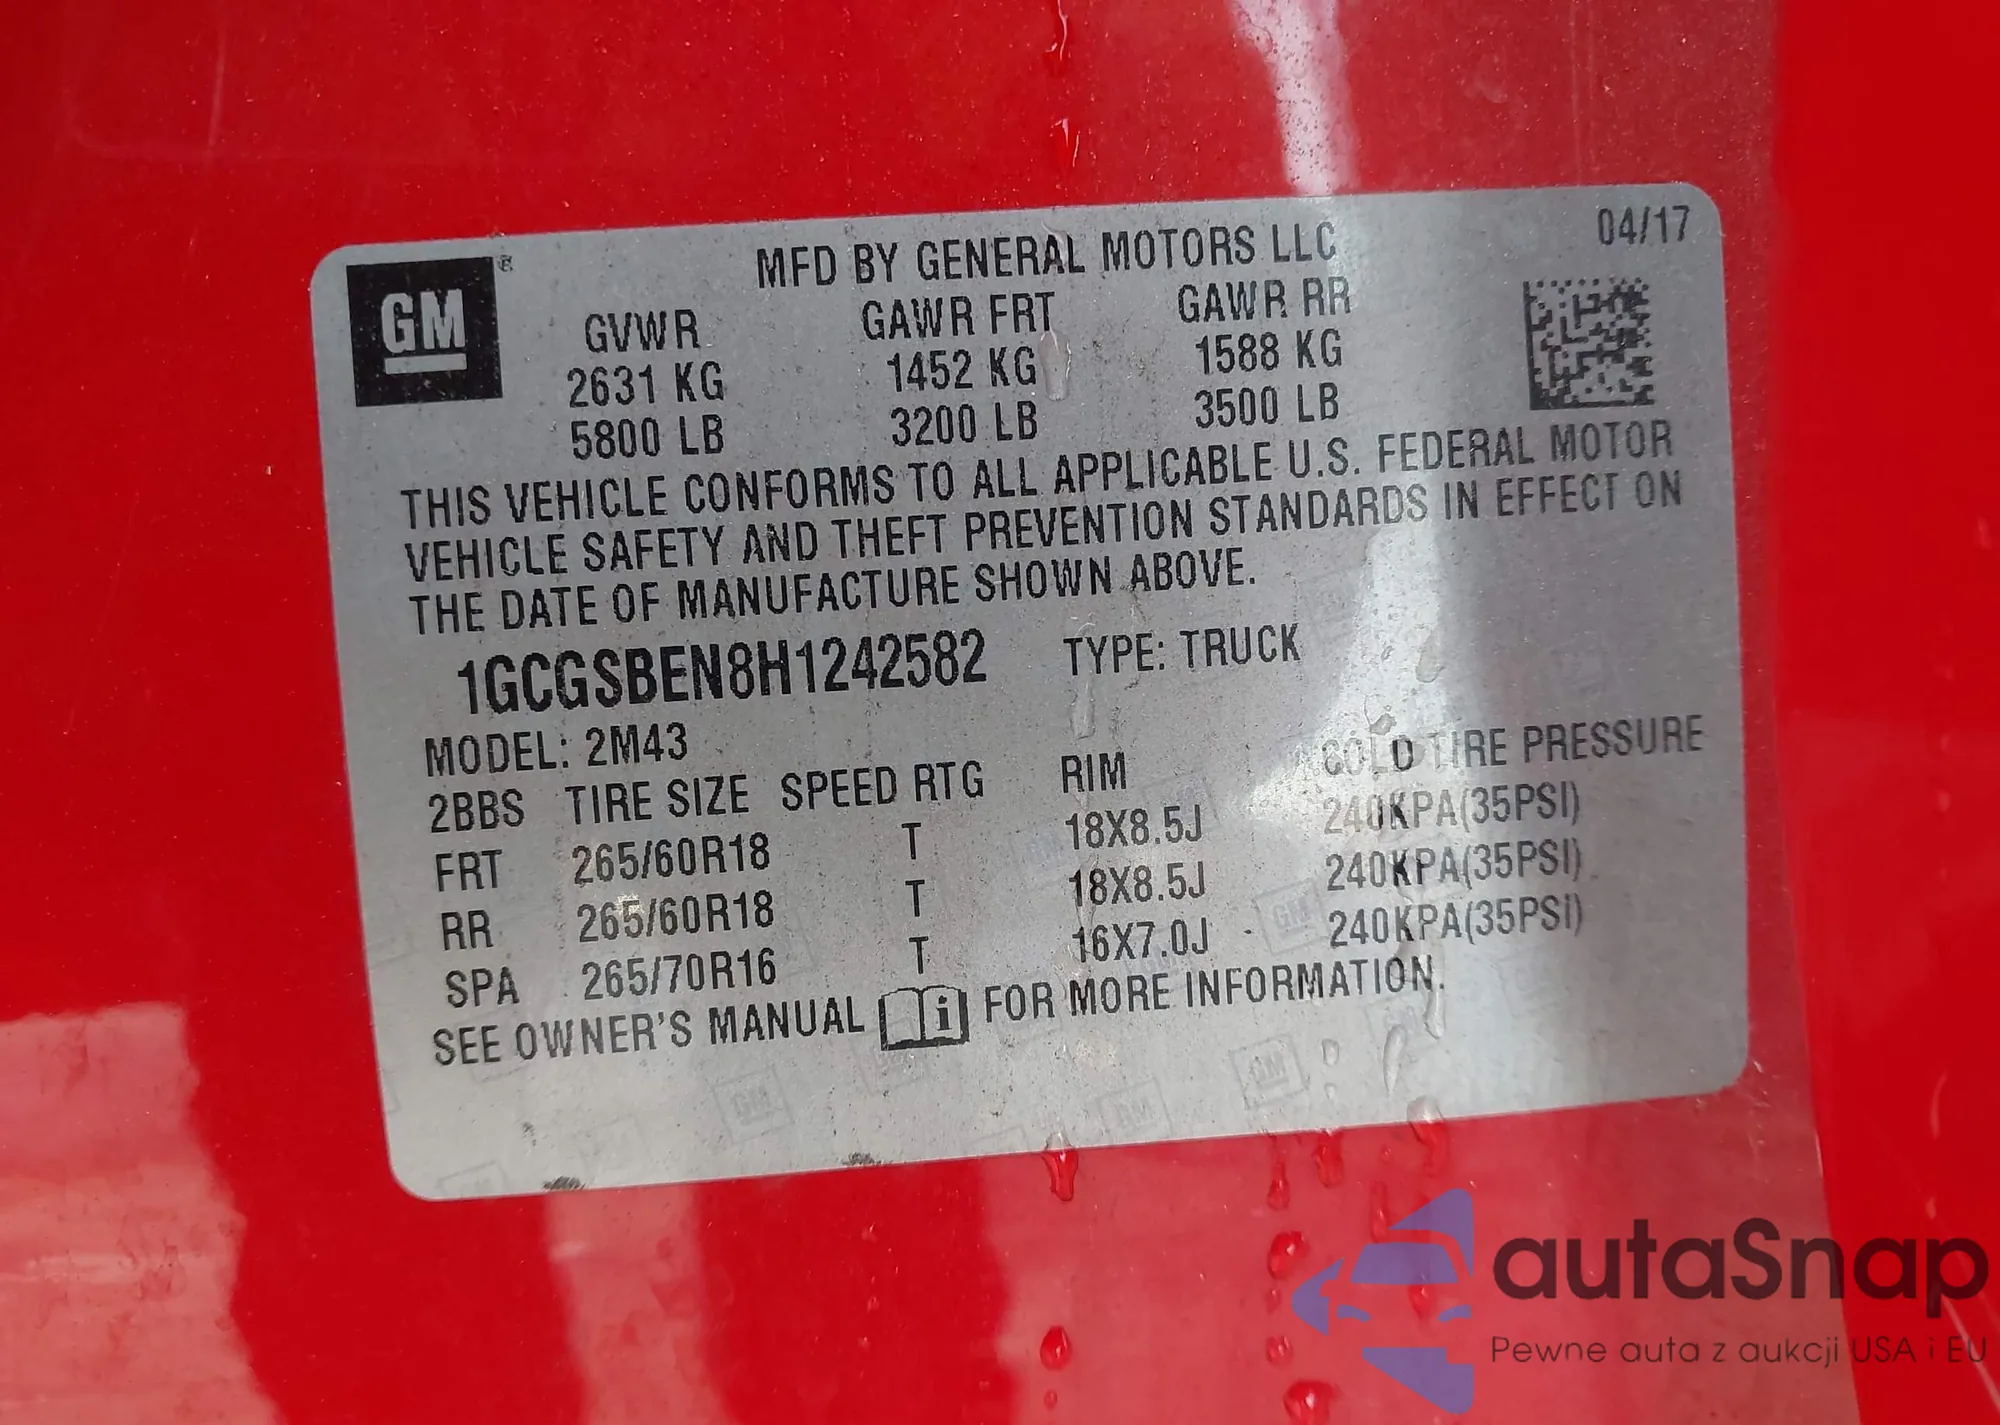 GM®
MFD BY GENERAL MOTORS LLC 04/17
GVWR GAWR FRT GAWR RR
2631 KG 1452 KG 1588 KG
5800 LB 3200 LB 3500 LB
THIS VEHICLE CONFORMS TO ALL APPLICABLE U.S. FEDERAL MOTOR
VEHICLE SAFETY AND THEFT PREVENTION STANDARDS IN EFFECT ON
THE DATE OF MANUFACTURE SHOWN ABOVE.
1GCGSBEN8H1242582 TYPE: TRUCK
MODEL: 2M43
2BBS TIRE SIZE SPEED RTG RIM COLD TIRE PRESSURE
FRT 265/60R18 T 18X8.5J 240KPA(35PSI)
RR 265/60R18 T 18X8.5J 240KPA(35PSI)
SPA 265/70R16 T 16X7.0J 240KPA(35PSI)
SEE OWNER'S MANUAL i FOR MORE INFORMATION.
autaSnap
Pewne auta z aukcji USA i EU